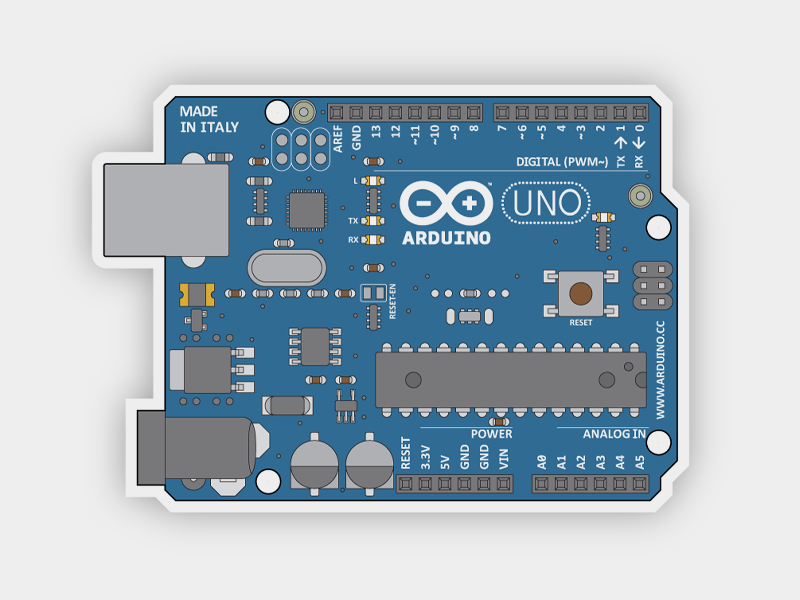 MADE
IN ITALY
AREF
GND
13
12
~11
~10
~9
8
7
~6
~5
4
~3
2
TX → 1
RX ← 0
DIGITAL (PWM~)
L
TX
RX
UNO
ARDUINO
RESET-EN
RESET
WWW.ARDUINO.CC
POWER
ANALOG IN
RESET
3.3V
5V
GND
GND
VIN
A0
A1
A2
A3
A4
A5